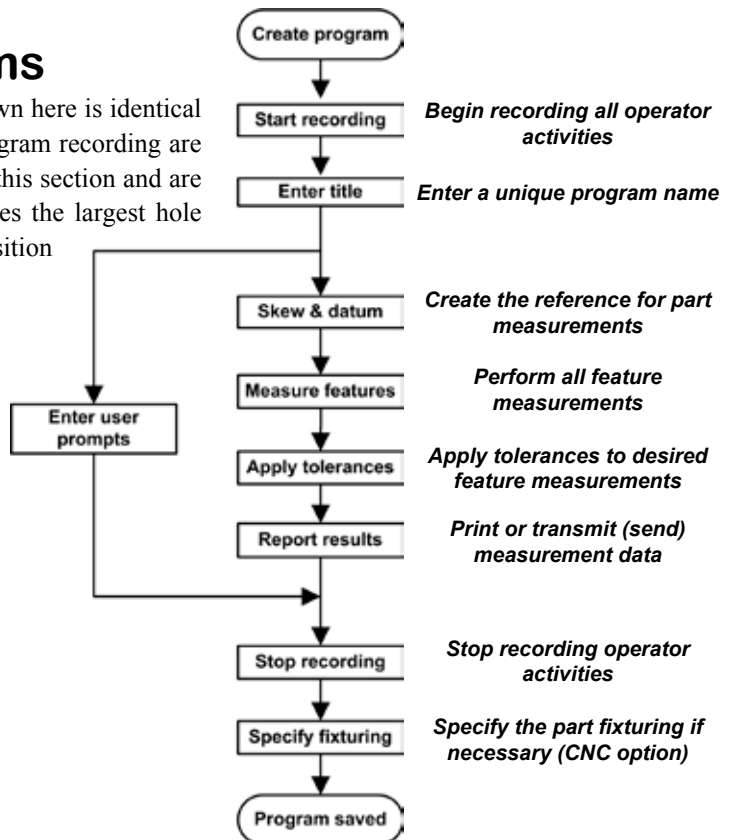 ms
wn here is identical
gram recording are
this section and are
es the largest hole
sition
Create program
Start recording
Begin recording all operator
activities
Enter title
Enter a unique program name
Skew & datum
Create the reference for part
measurements
Measure features
Perform all feature
measurements
Enter user
prompts
Apply tolerances
Apply tolerances to desired
feature measurements
Report results
Print or transmit (send)
measurement data
Stop recording
Stop recording operator
activities
Specify fixturing
Specify the part fixturing if
necessary (CNC option)
Program saved